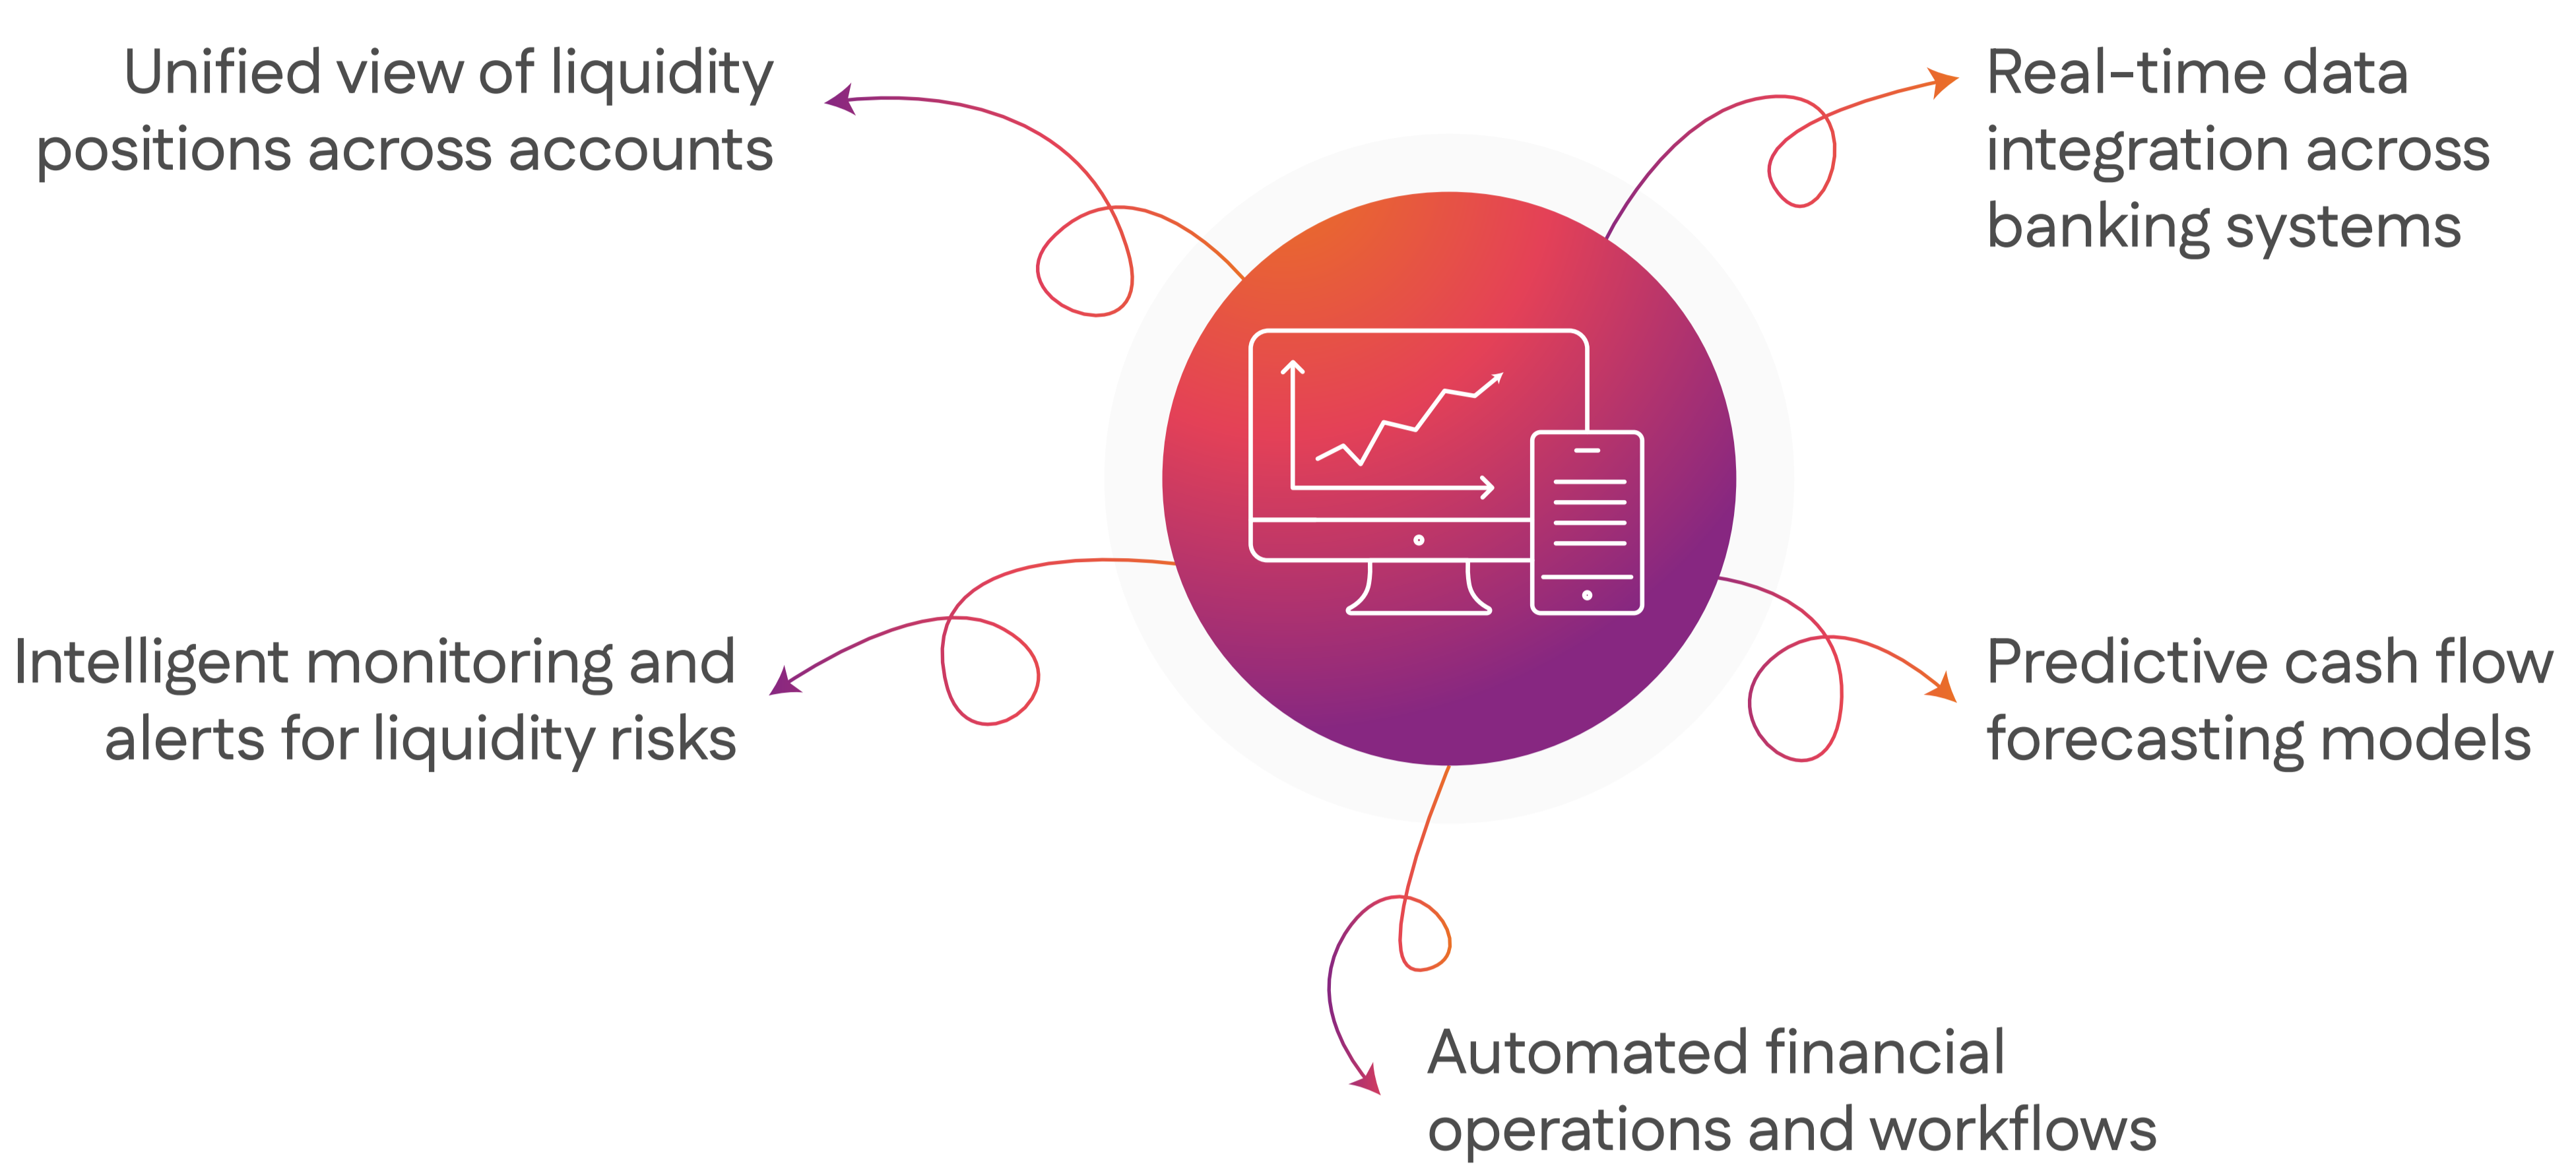 Unified view of liquidity
positions across accounts
Real-time data
integration across
banking systems
Intelligent monitoring and
alerts for liquidity risks
Predictive cash flow
forecasting models
Automated financial
operations and workflows